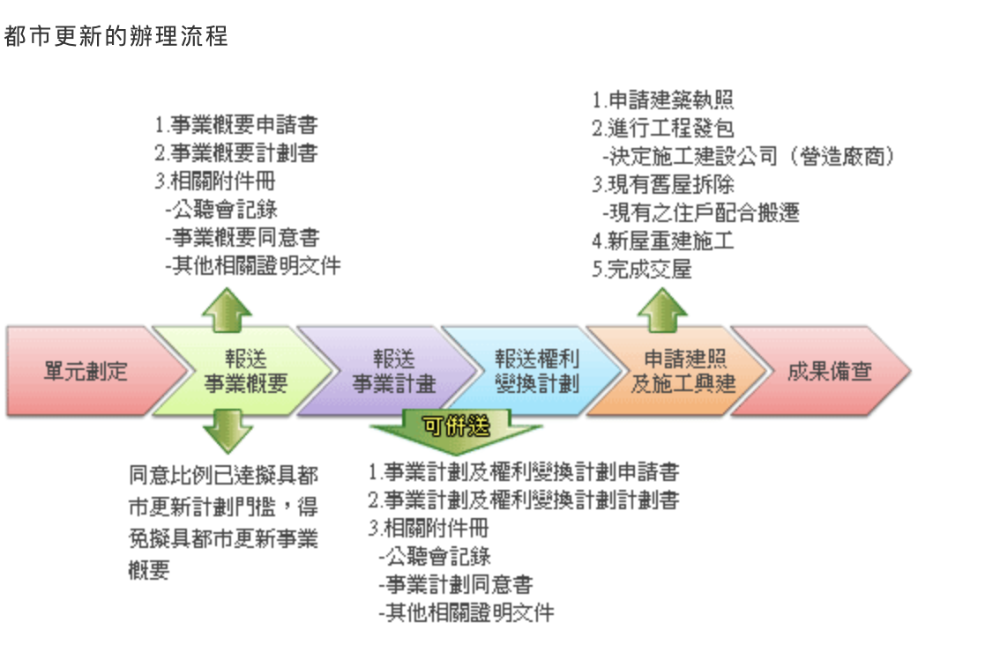 都市更新的辦理流程
1.事業概要申請書
2.事業概要計劃書
3.相關附件冊
-公聽會記錄
-事業概要同意書
-其他相關證明文件
1.申請建築執照
2.進行工程發包
-決定施工建設公司（營造廠商）
3.現有舊屋拆除
-現有之住戶配合搬遷
4.新屋重建施工
5.完成交屋
單元劃定
報送
事業概要
報送
事業計畫
報送權利
變換計劃
申請建照
及施工興建
成果備查
可併送
同意比例已達擬具都
市更新計劃門檻，得
免擬具都市更新事業
概要
1.事業計劃及權利變換計劃申請書
2.事業計劃及權利變換計劃計劃書
3.相關附件冊
-公聽會記錄
-事業計劃同意書
-其他相關證明文件